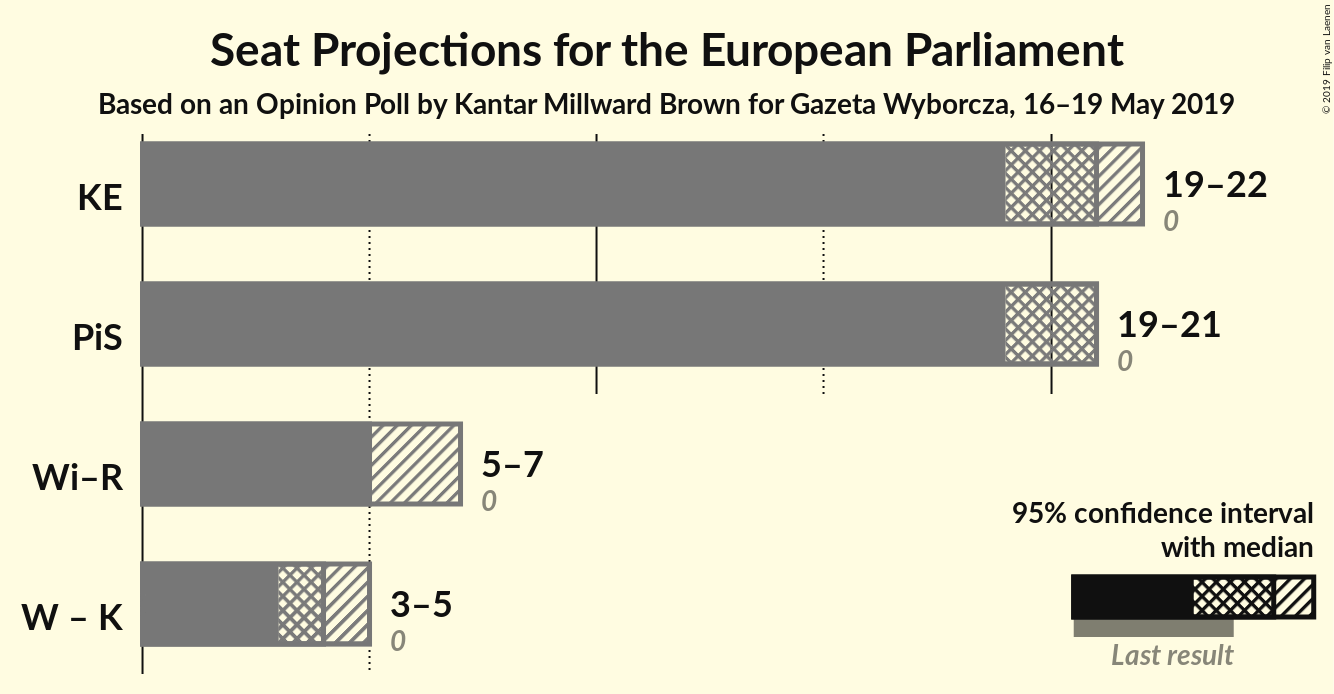 Seat Projections for the European Parliament
Based on an Opinion Poll by Kantar Millward Brown for Gazeta Wyborcza, 16–19 May 2019
© 2019 Filip van Laenen
KE
19–22
0
PiS
19–21
0
Wi–R
5–7
0
W – K
3–5
0
95% confidence interval
with median
Last result